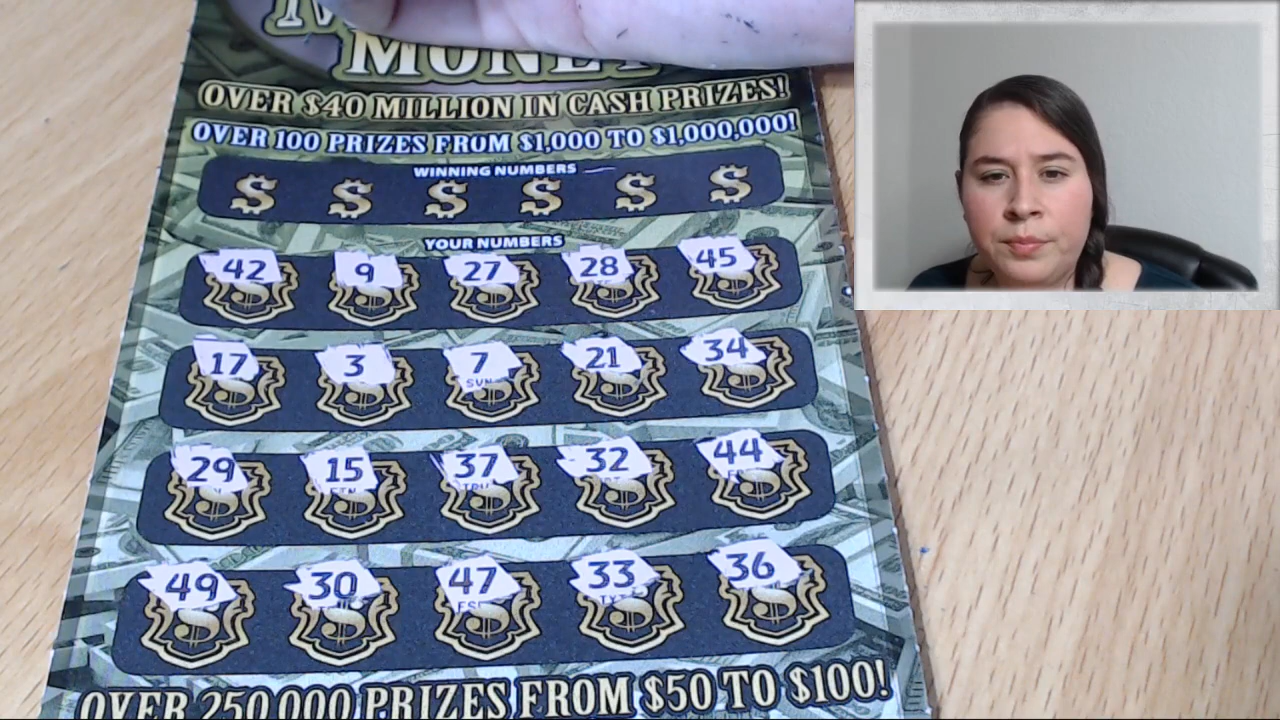 MONEY
OVER $40 MILLION IN CASH PRIZES!
OVER 100 PRIZES FROM $1,000 TO $1,000,000!
WINNING NUMBERS
$ $ $ $ $ $
YOUR NUMBERS
42 9 27 28 45
17 3 7 21 34
SVN
29 15 37 32 44
FTN
49 30 47 33 36
OVER 250,000 PRIZES FROM $50 TO $100!